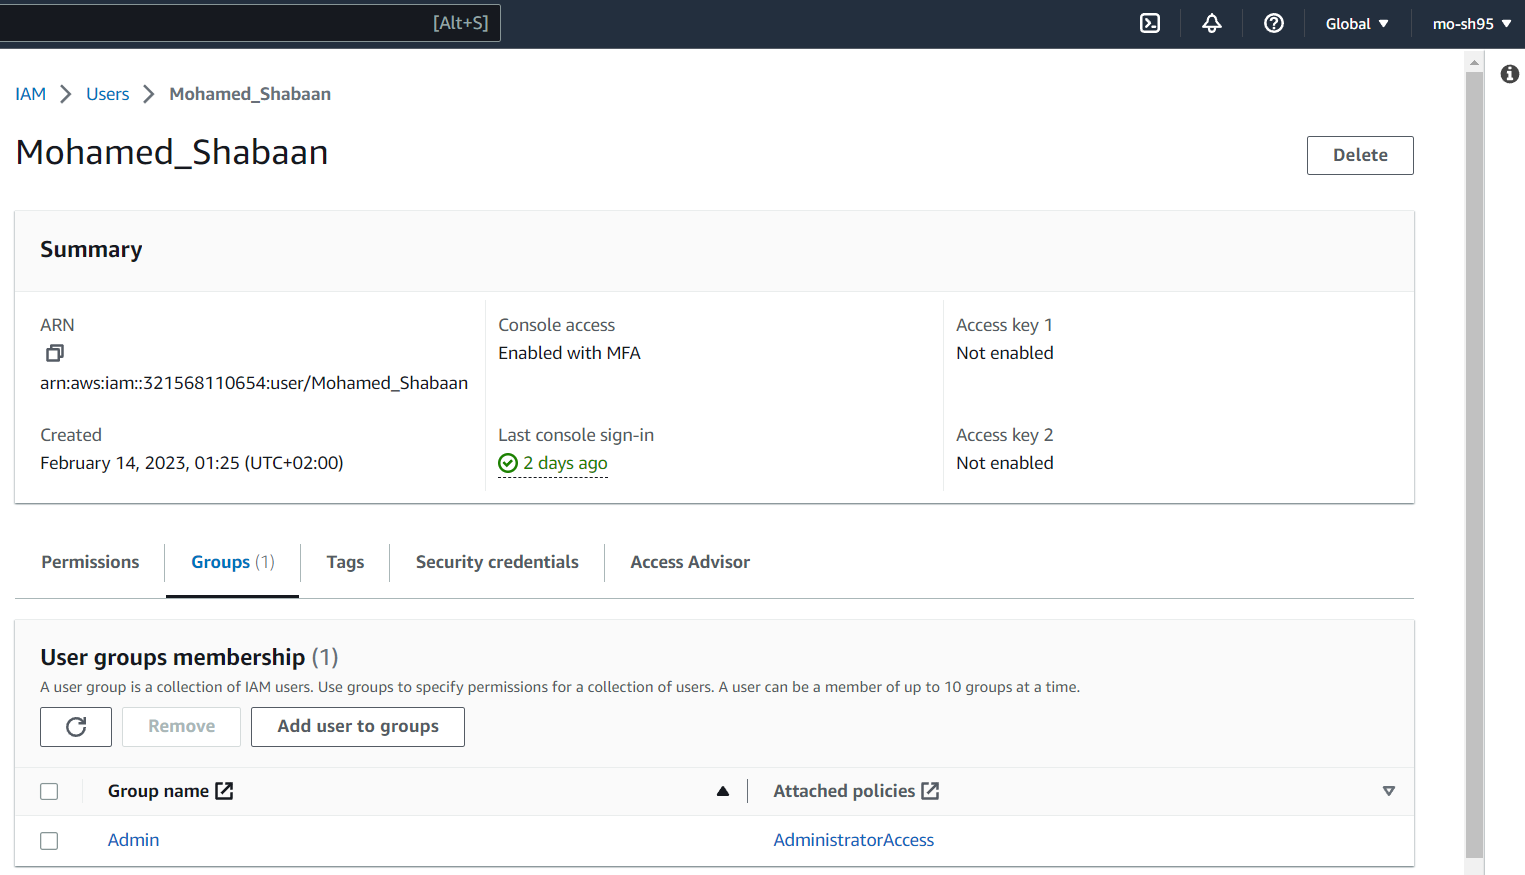 [Alt+S]
Global
mo-sh95
IAM
Users
Mohamed_Shabaan
Mohamed_Shabaan
Delete
Summary
ARN
arn:aws:iam::321568110654:user/Mohamed_Shabaan
Created
February 14, 2023, 01:25 (UTC+02:00)
Console access
Enabled with MFA
Last console sign-in
2 days ago
Access key 1
Not enabled
Access key 2
Not enabled
Permissions
Groups (1)
Tags
Security credentials
Access Advisor
User groups membership (1)
A user group is a collection of IAM users. Use groups to specify permissions for a collection of users. A user can be a member of up to 10 groups at a time.
Remove
Add user to groups
Group name
Attached policies
Admin
AdministratorAccess